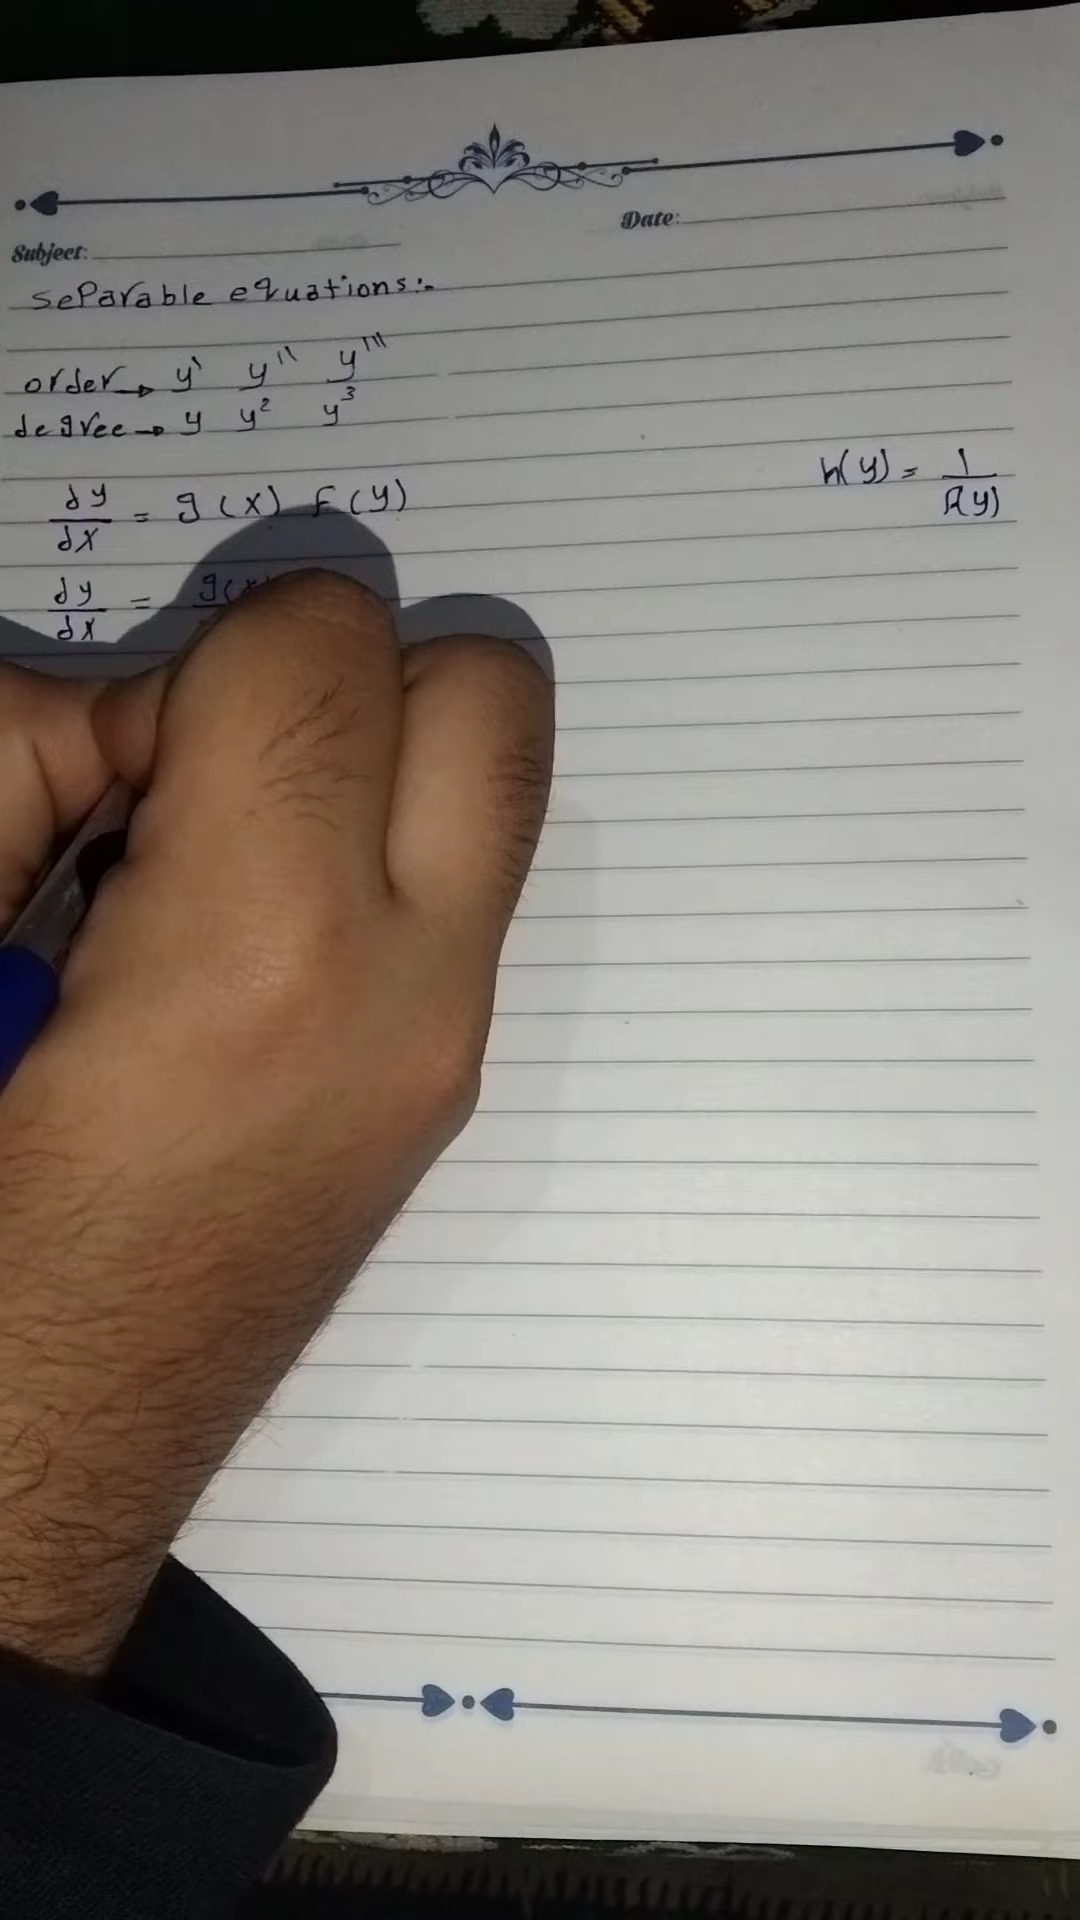 Subject:
Date:
separable equations:-
order → y' y'' y'''
degree → y y² y³
dy/dx = g(x) F(y)
h(y) = 1/f(y)
dy/dx = g(x)